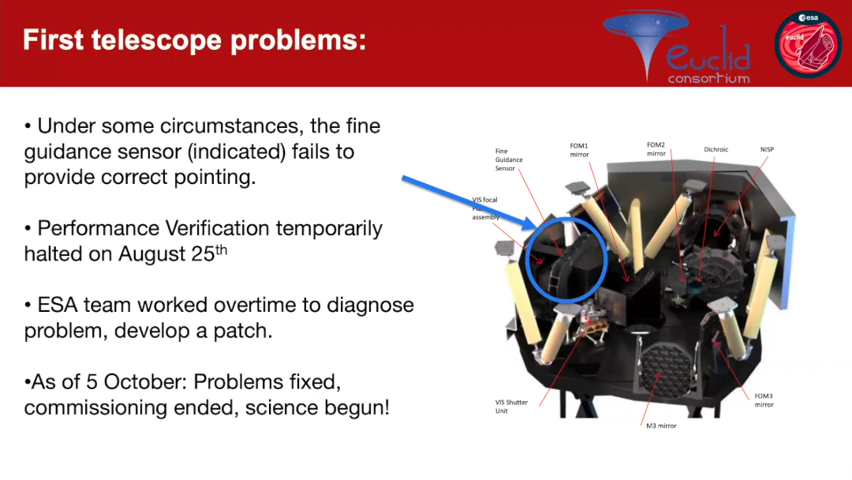 First telescope problems:
euclid
consortium
esa
euclid
• Under some circumstances, the fine
guidance sensor (indicated) fails to
provide correct pointing.
• Performance Verification temporarily
halted on August 25th
• ESA team worked overtime to diagnose
problem, develop a patch.
•As of 5 October: Problems fixed,
commissioning ended, science begun!
Fine
Guidance
Sensor
FOM1
mirror
FOM2
mirror
Dichroic
NISP
VIS focal
assembly
VIS Shutter
Unit
M3 mirror
FOM3
mirror